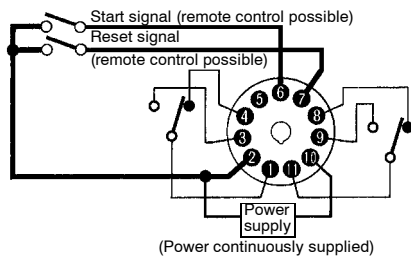 Start signal (remote control possible)
Reset signal
(remote control possible)
6
5
7
4
8
3
9
2
10
1
11
Power
supply
(Power continuously supplied)